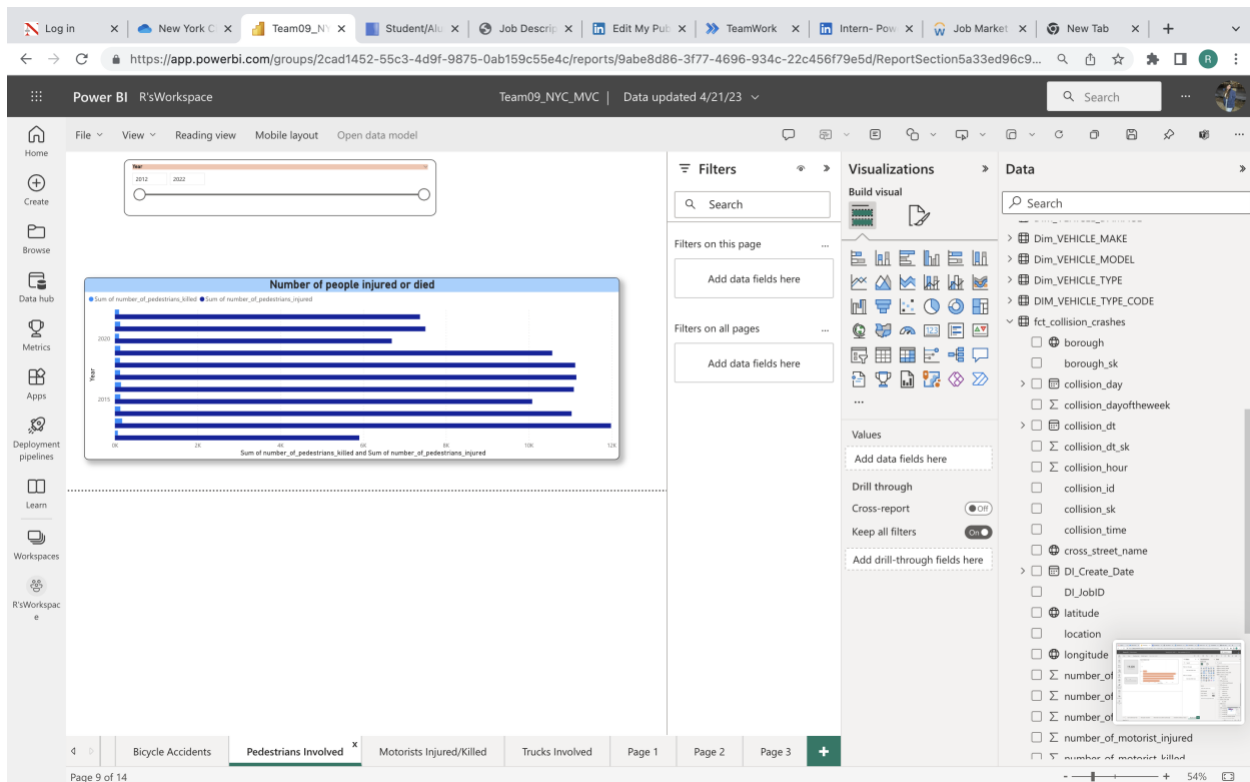 Log in
New York C
Team09_NY
Student/Alu
Job Descrip
Edit My Pub
TeamWork
Intern- Pow
Job Market
New Tab
https://app.powerbi.com/groups/2cad1452-55c3-4d9f-9875-0ab159c55e4c/reports/9abe8d86-3f77-4696-934c-22c456f79e5d/ReportSection5a33ed96c9...
R
Power BI R'sWorkspace
Team09_NYC_MVC | Data updated 4/21/23
Search
File View Reading view Mobile layout Open data model
Home
Create
Browse
Data hub
Metrics
Apps
Deployment
pipelines
Learn
Workspaces
R'sWorkspac
e
Year
2012 2022
Number of people injured or died
Sum of number_of_pedestrians_killed Sum of number_of_pedestrians_injured
Year
2020
2015
0K 2K 4K 6K 8K 10K 12K
Sum of number_of_pedestrians_killed and Sum of number_of_pedestrians_injured
Filters
Search
Filters on this page
Add data fields here
Filters on all pages
Add data fields here
Visualizations
Build visual
Values
Add data fields here
Drill through
Cross-report Off
Keep all filters On
Add drill-through fields here
Data
Search
Dim_VEHICLE_MAKE
Dim_VEHICLE_MODEL
Dim_VEHICLE_TYPE
DIM_VEHICLE_TYPE_CODE
fct_collision_crashes
borough
borough_sk
collision_day
collision_dayoftheweek
collision_dt
collision_dt_sk
collision_hour
collision_id
collision_sk
collision_time
cross_street_name
DI_Create_Date
DI_JobID
latitude
location
longitude
number_of
number_of
number_of
number_of_motorist_injured
number_of_motorist_killed
Bicycle Accidents Pedestrians Involved x Motorists Injured/Killed Trucks Involved Page 1 Page 2 Page 3 +
Page 9 of 14
- + 54%